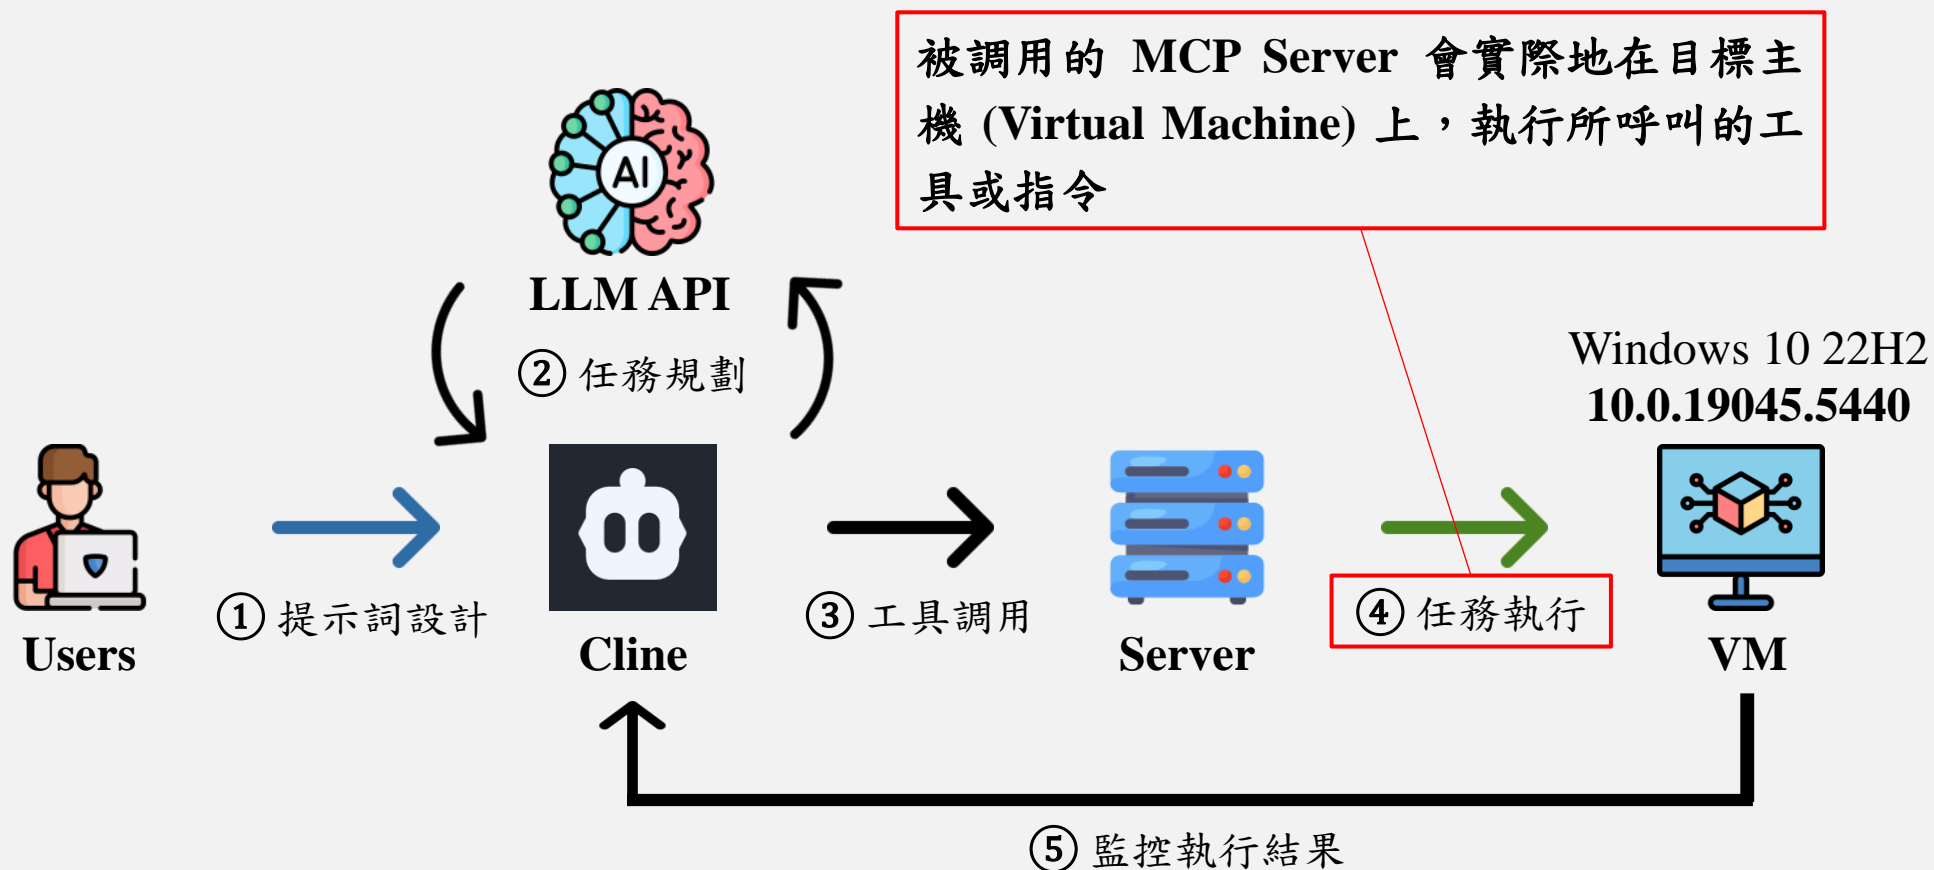 被調用的 MCP Server 會實際地在目標主
機 (Virtual Machine) 上，執行所呼叫的工
具或指令
AI
LLM API
② 任務規劃
Windows 10 22H2
10.0.19045.5440
① 提示詞設計
③ 工具調用
④ 任務執行
Users
Cline
Server
VM
⑤ 監控執行結果